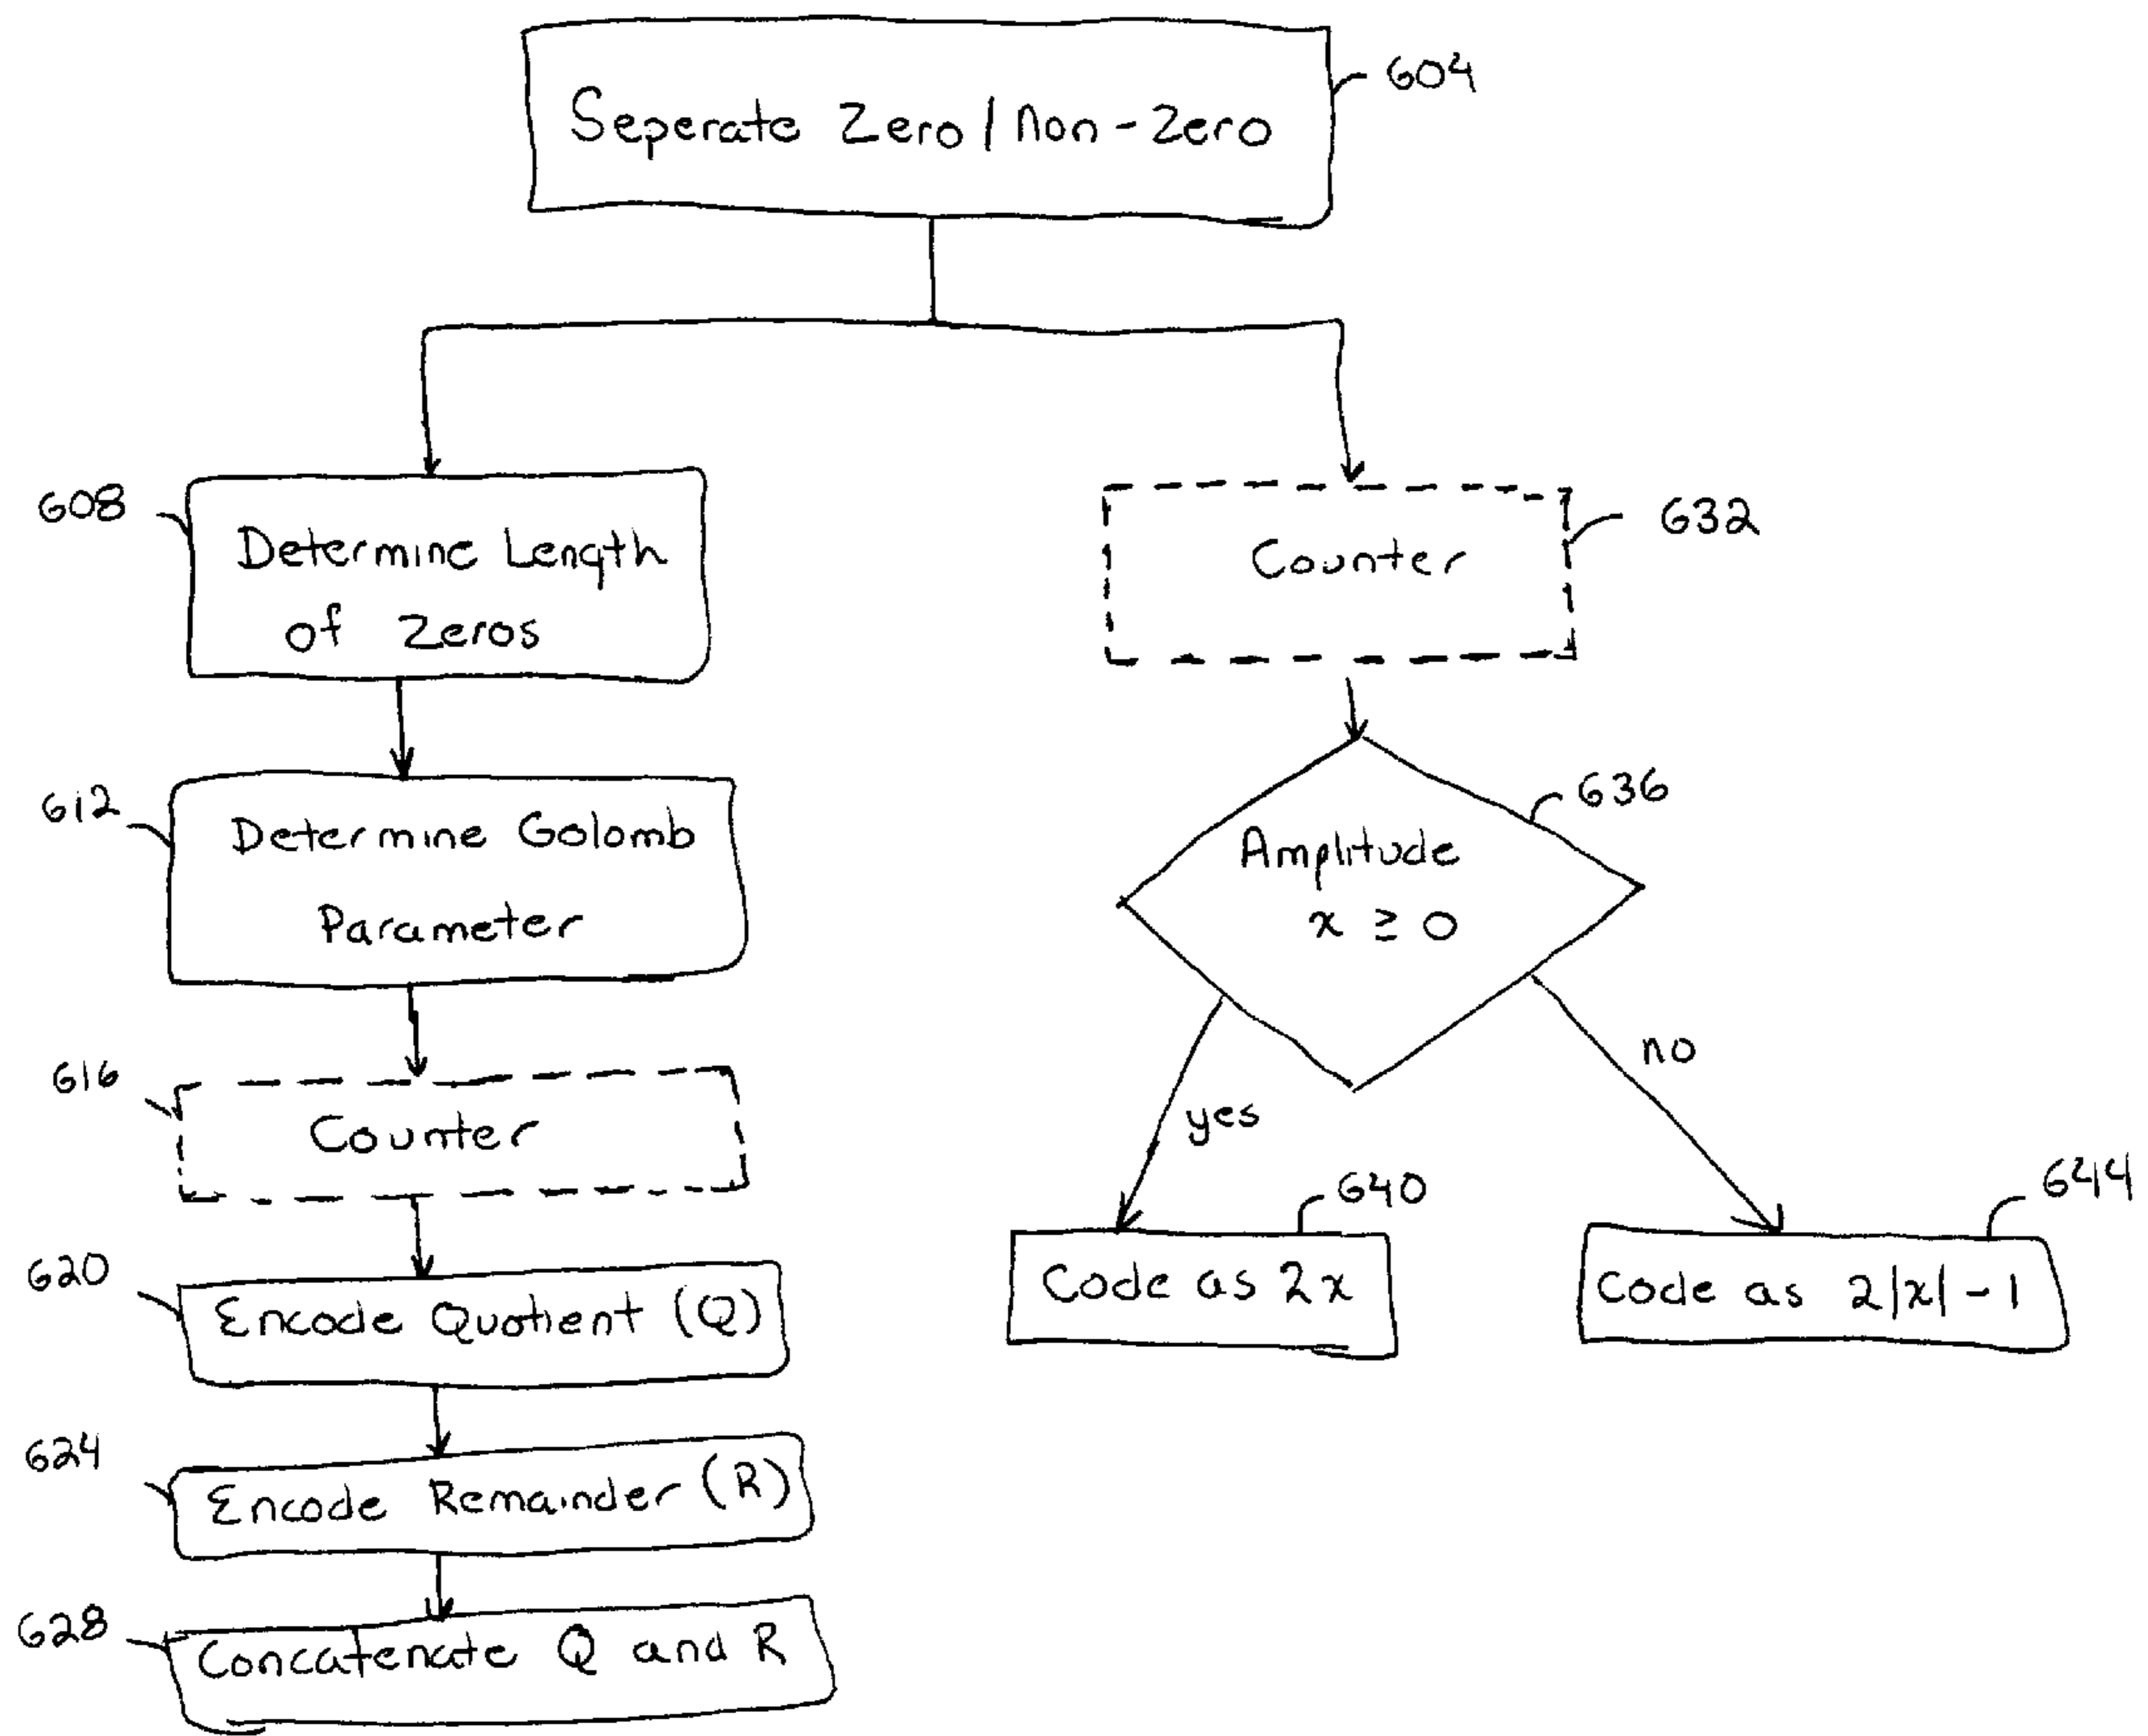 604
Seperate Zero / Non-Zero
608
Determine Length
of Zeros
632
Counter
612
Determine Golomb
Parameter
636
Amplitude
x ≥ 0
616
Counter
yes
no
620
Encode Quotient (Q)
640
Code as 2x
644
Code as 2|x| - 1
624
Encode Remainder (R)
628
Concatenate Q and R